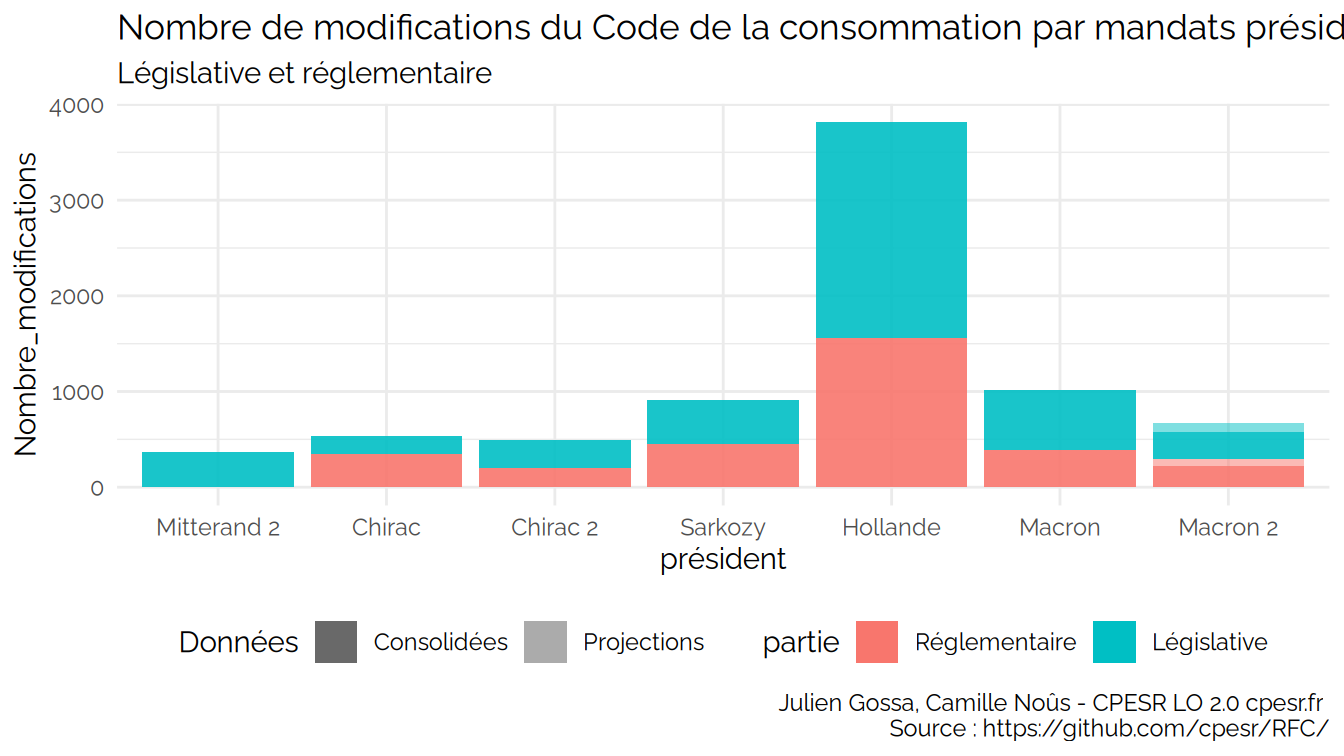 Nombre de modifications du Code de la consommation par mandats présid
Législative et réglementaire
Nombre_modifications
4000
3000
2000
1000
0
Mitterand 2 Chirac Chirac 2 Sarkozy Hollande Macron Macron 2
président
Données Consolidées Projections partie Réglementaire Législative
Julien Gossa, Camille Noûs - CPESR LO 2.0 cpesr.fr
Source : https://github.com/cpesr/RFC/